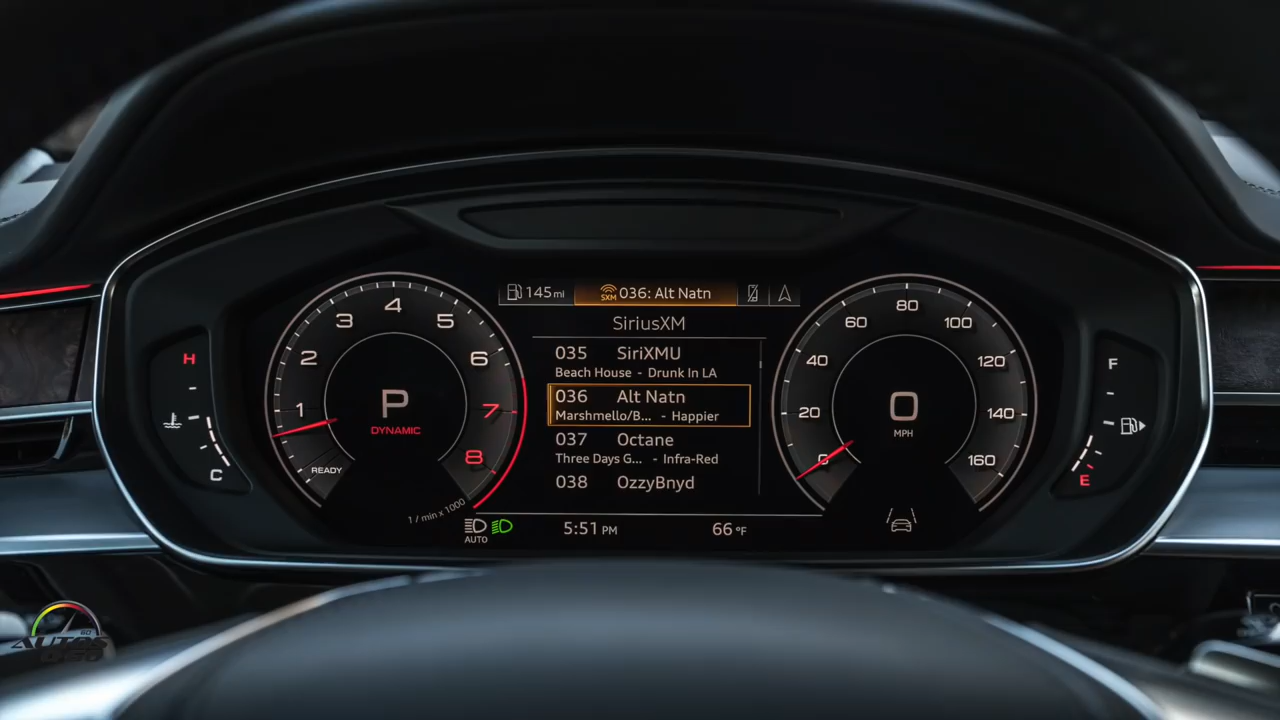 145 mi
SXM 036: Alt Natn
SiriusXM
035 SiriXMU
Beach House - Drunk In LA
036 Alt Natn
Marshmello/B... - Happier
037 Octane
Three Days G... - Infra-Red
038 OzzyBnyd
5:51 PM
66 °F
H
C
READY
1
2
3
4
5
6
7
8
1 / min x 1000
P
DYNAMIC
AUTO
0
20
40
60
80
100
120
140
160
0
MPH
F
E
AUTOS